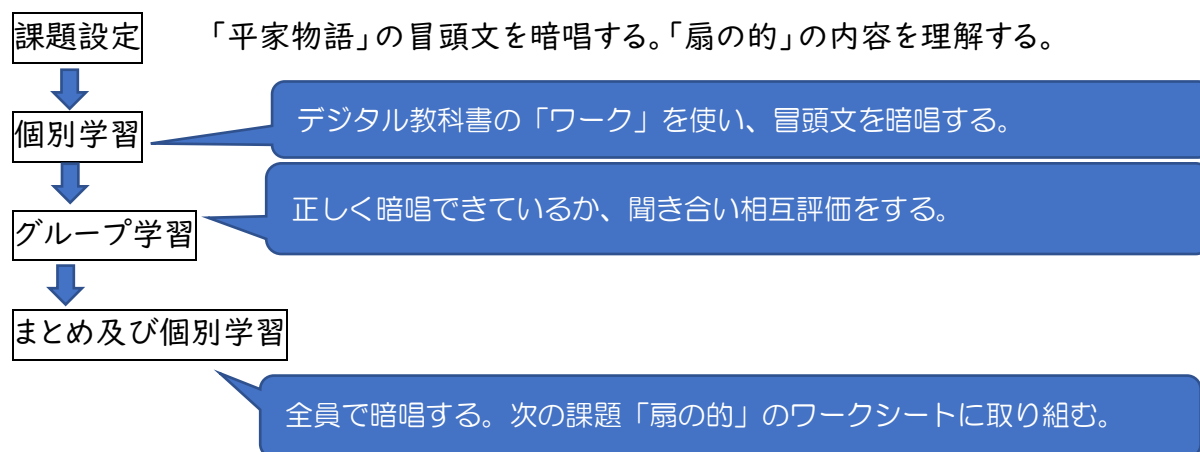 課題設定 「平家物語」の冒頭文を暗唱する。「扇の的」の内容を理解する。
デジタル教科書の「ワーク」を使い、冒頭文を暗唱する。
個別学習
正しく暗唱できているか、聞き合い相互評価をする。
グループ学習
まとめ及び個別学習
全員で暗唱する。次の課題「扇の的」のワークシートに取り組む。